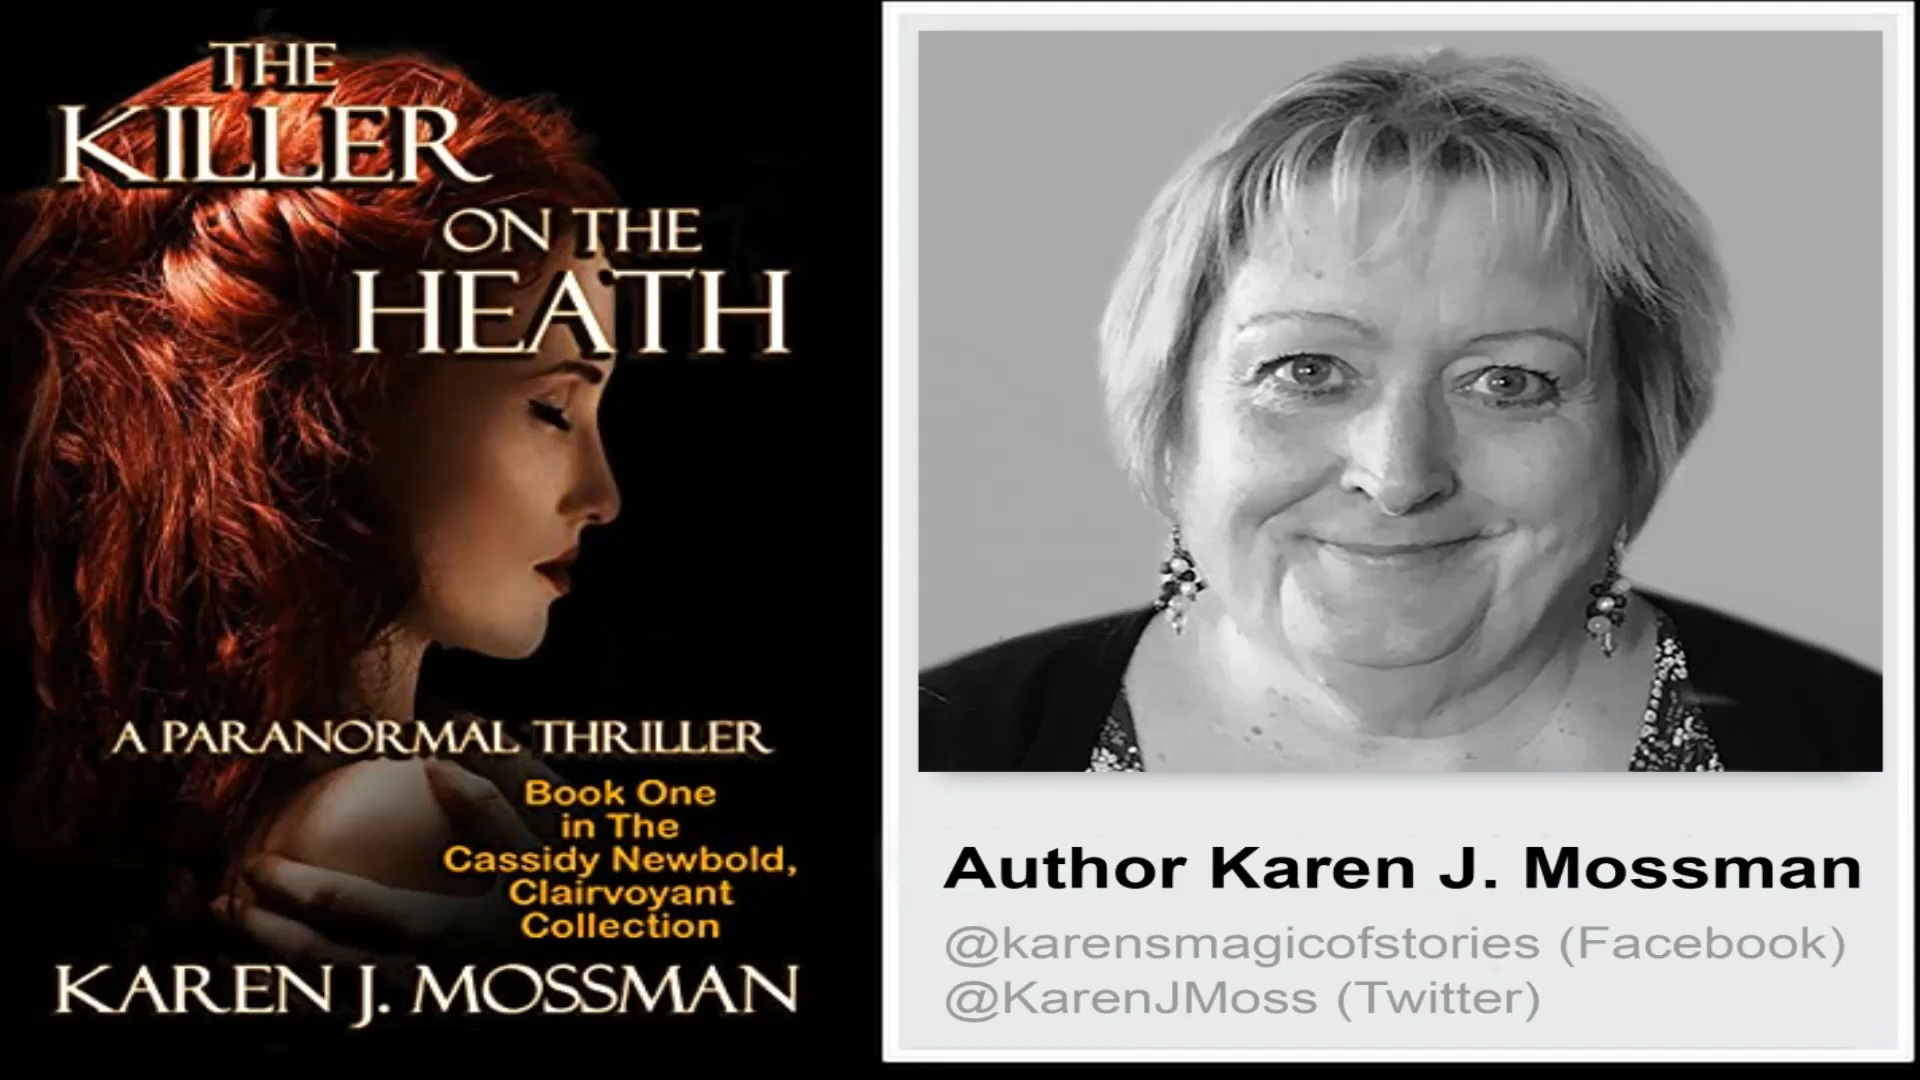 THE
KILLER
ON THE
HEATH
A PARANORMAL THRILLER
Book One
in The
Cassidy Newbold,
Clairvoyant
Collection
KAREN J. MOSSMAN
Author Karen J. Mossman
@karensmagicofstories (Facebook)
@KarenJMoss (Twitter)